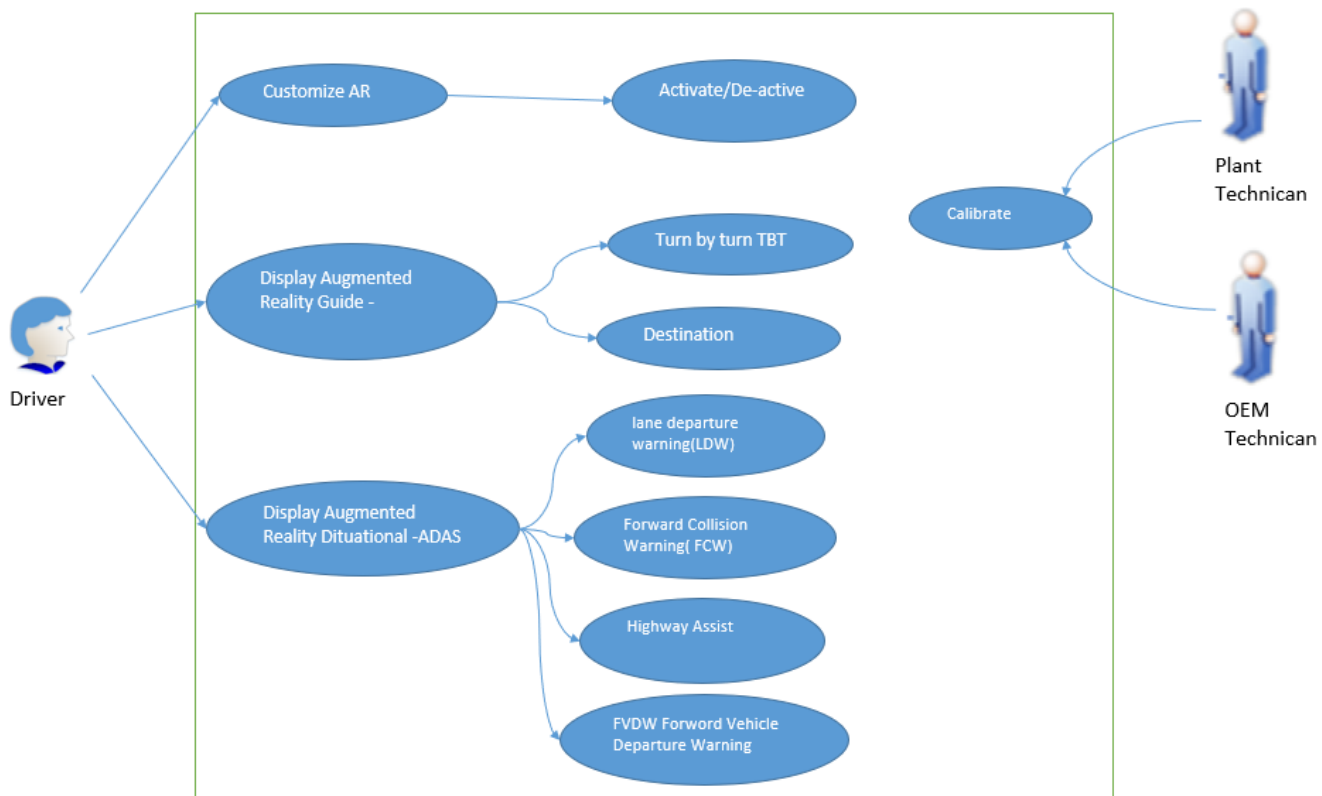 Customize AR
Activate/De-active
Plant
Technican
Calibrate
Turn by turn TBT
Display Augmented
Reality Guide -
Destination
Driver
OEM
Technican
lane departure
warning(LDW)
Display Augmented
Reality Dituational -ADAS
Forward Collision
Warning( FCW)
Highway Assist
FVDW Forword Vehicle
Departure Warning